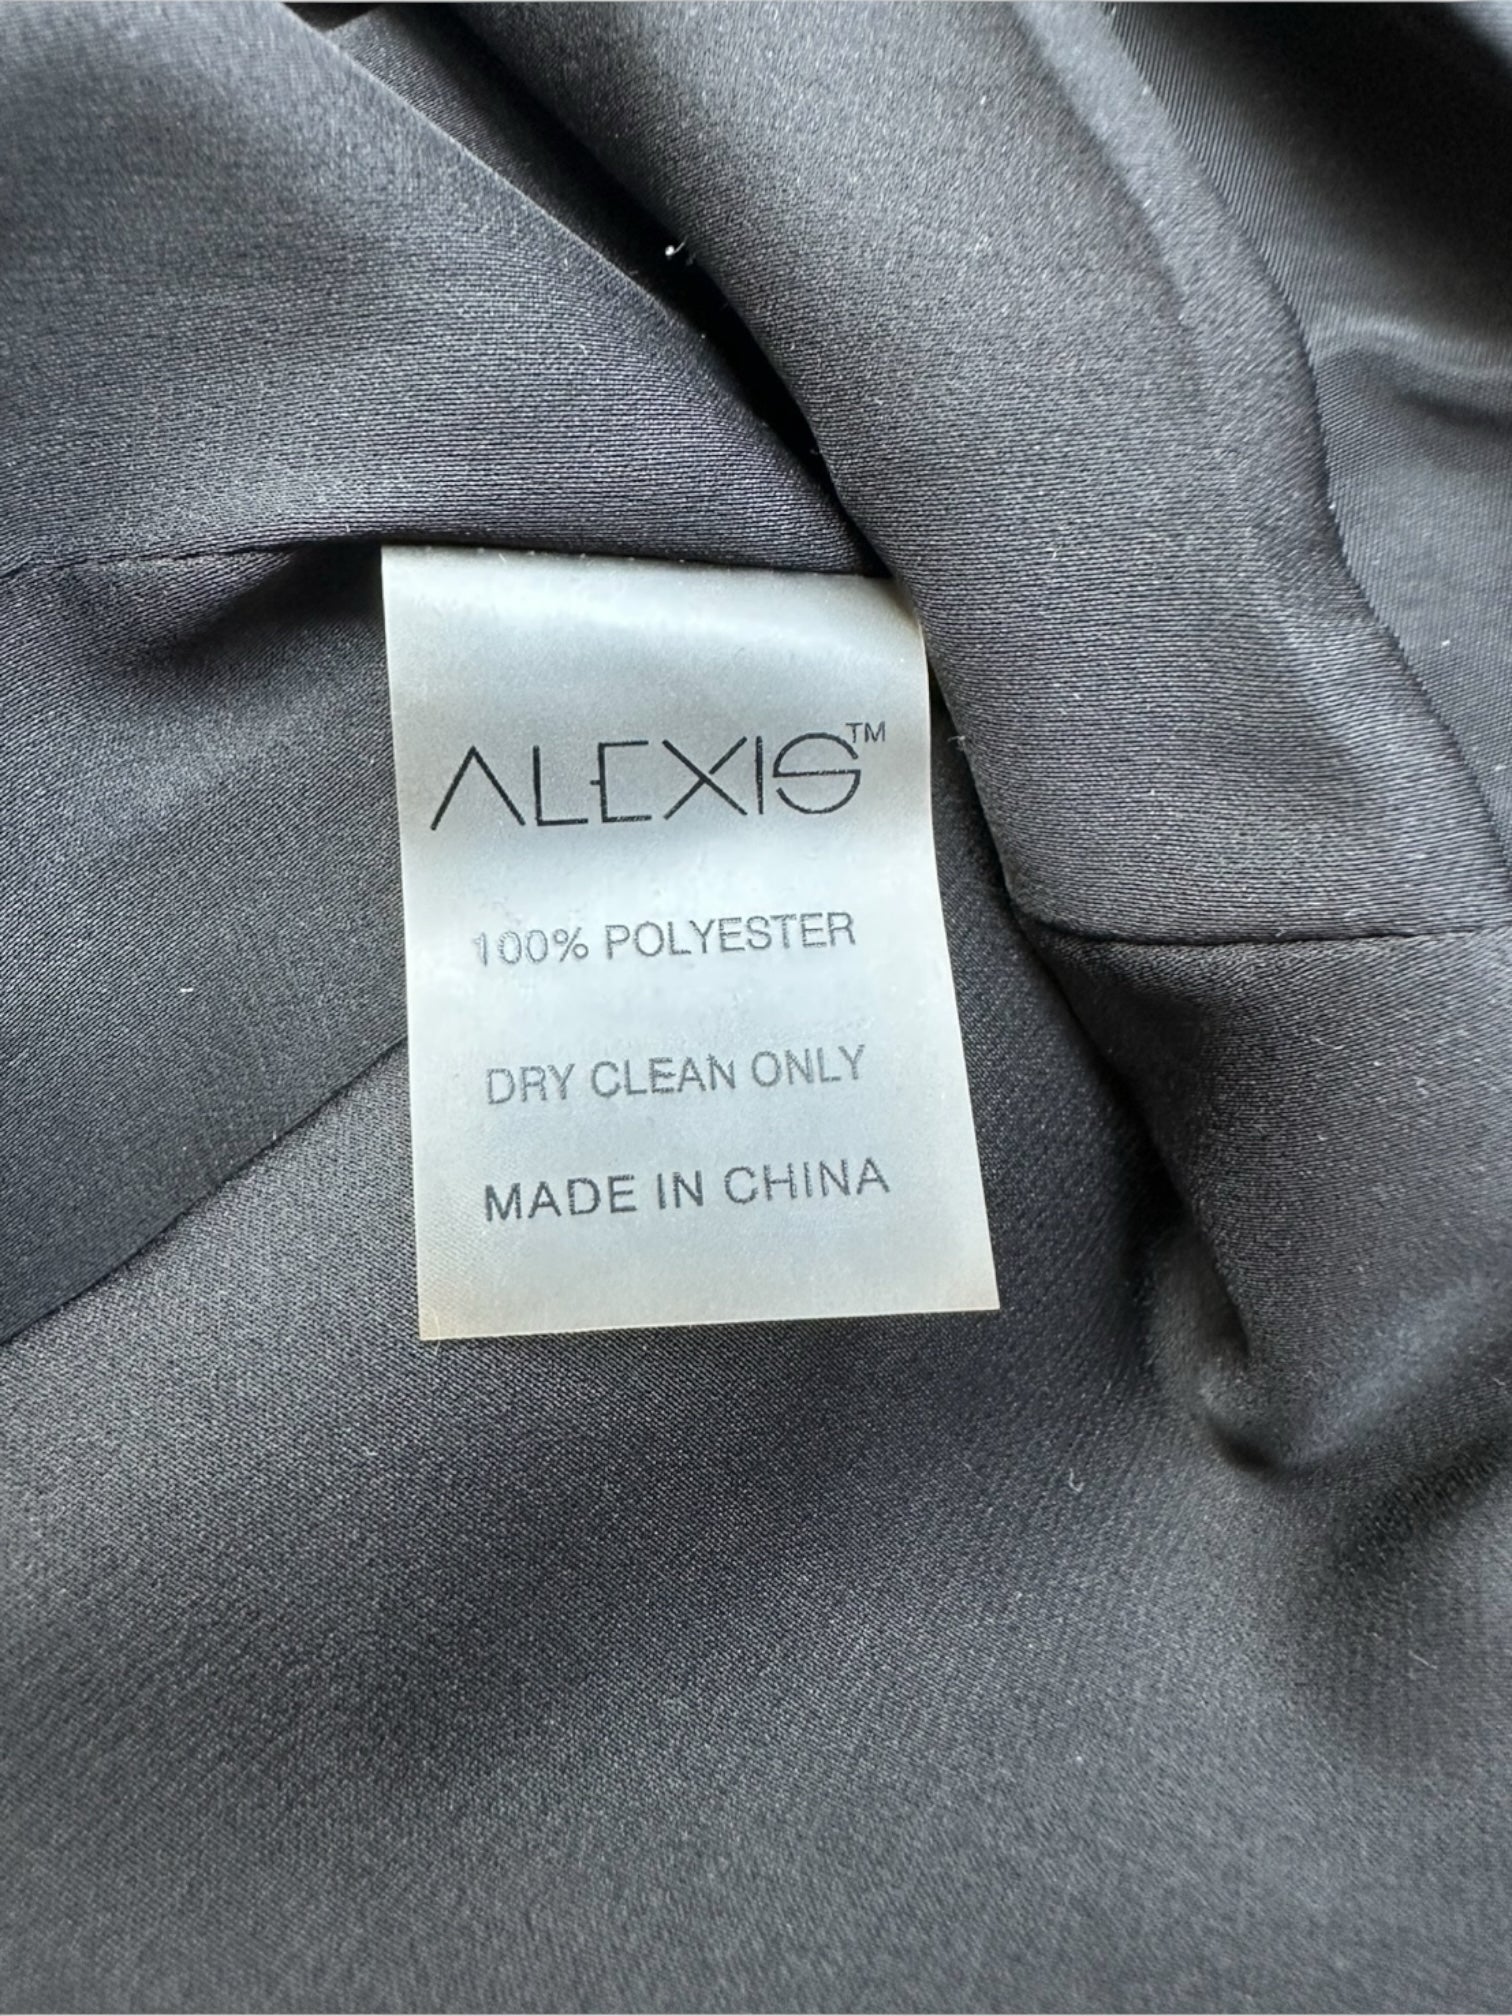 ALEXIS™
100% POLYESTER
DRY CLEAN ONLY
MADE IN CHINA